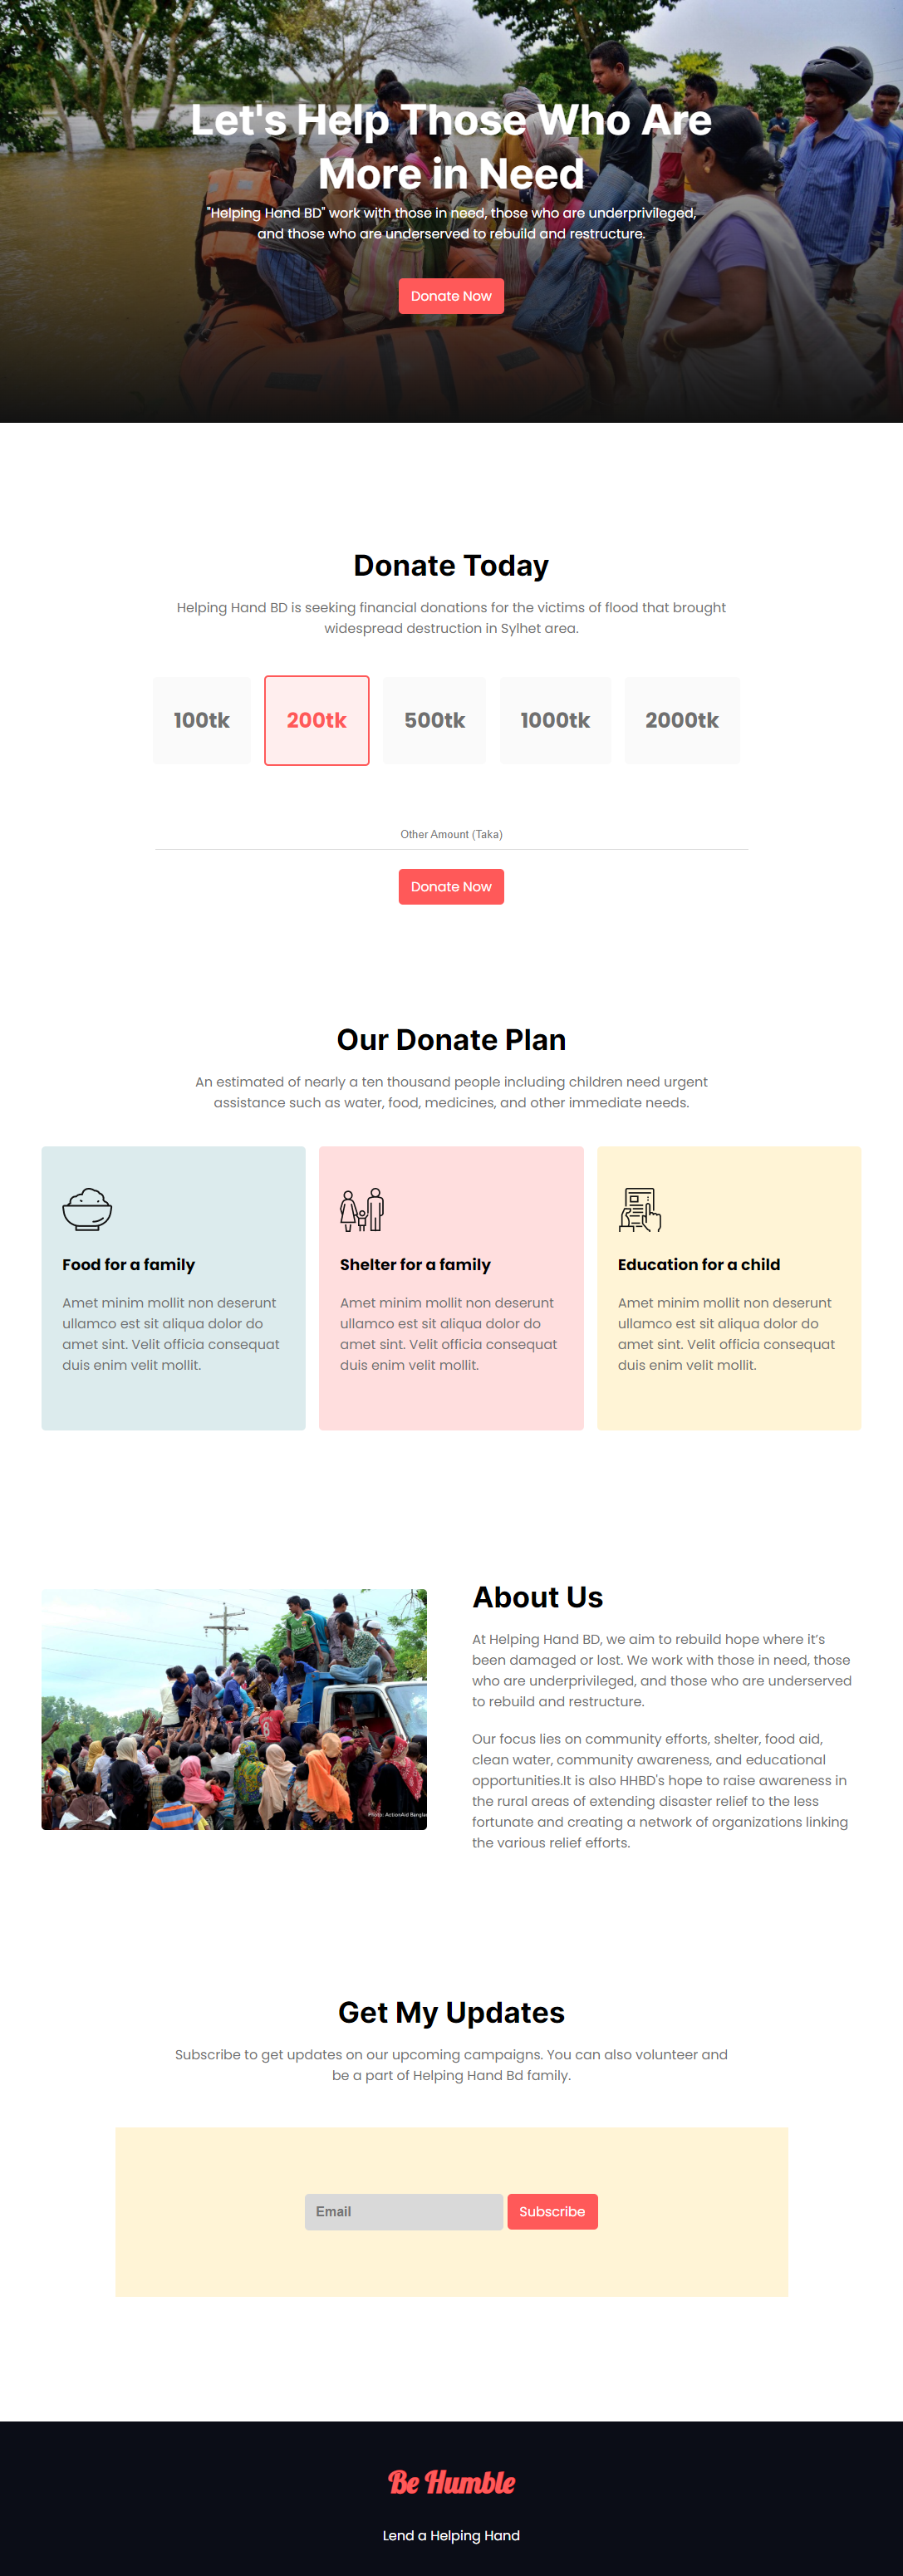 Let's Help Those Who Are
More in Need
"Helping Hand BD" work with those in need, those who are underprivileged,
and those who are underserved to rebuild and restructure.
Donate Now
Donate Today
Helping Hand BD is seeking financial donations for the victims of flood that brought
widespread destruction in Sylhet area.
100tk
200tk
500tk
1000tk
2000tk
Other Amount (Taka)
Donate Now
Our Donate Plan
An estimated of nearly a ten thousand people including children need urgent
assistance such as water, food, medicines, and other immediate needs.
Food for a family
Amet minim mollit non deserunt
ullamco est sit aliqua dolor do
amet sint. Velit officia consequat
duis enim velit mollit.
Shelter for a family
Amet minim mollit non deserunt
ullamco est sit aliqua dolor do
amet sint. Velit officia consequat
duis enim velit mollit.
Education for a child
Amet minim mollit non deserunt
ullamco est sit aliqua dolor do
amet sint. Velit officia consequat
duis enim velit mollit.
8
Photo: ActionAid Bangla
About Us
At Helping Hand BD, we aim to rebuild hope where it’s
been damaged or lost. We work with those in need, those
who are underprivileged, and those who are underserved
to rebuild and restructure.
Our focus lies on community efforts, shelter, food aid,
clean water, community awareness, and educational
opportunities.It is also HHBD's hope to raise awareness in
the rural areas of extending disaster relief to the less
fortunate and creating a network of organizations linking
the various relief efforts.
Get My Updates
Subscribe to get updates on our upcoming campaigns. You can also volunteer and
be a part of Helping Hand Bd family.
Email
Subscribe
Be Humble
Lend a Helping Hand